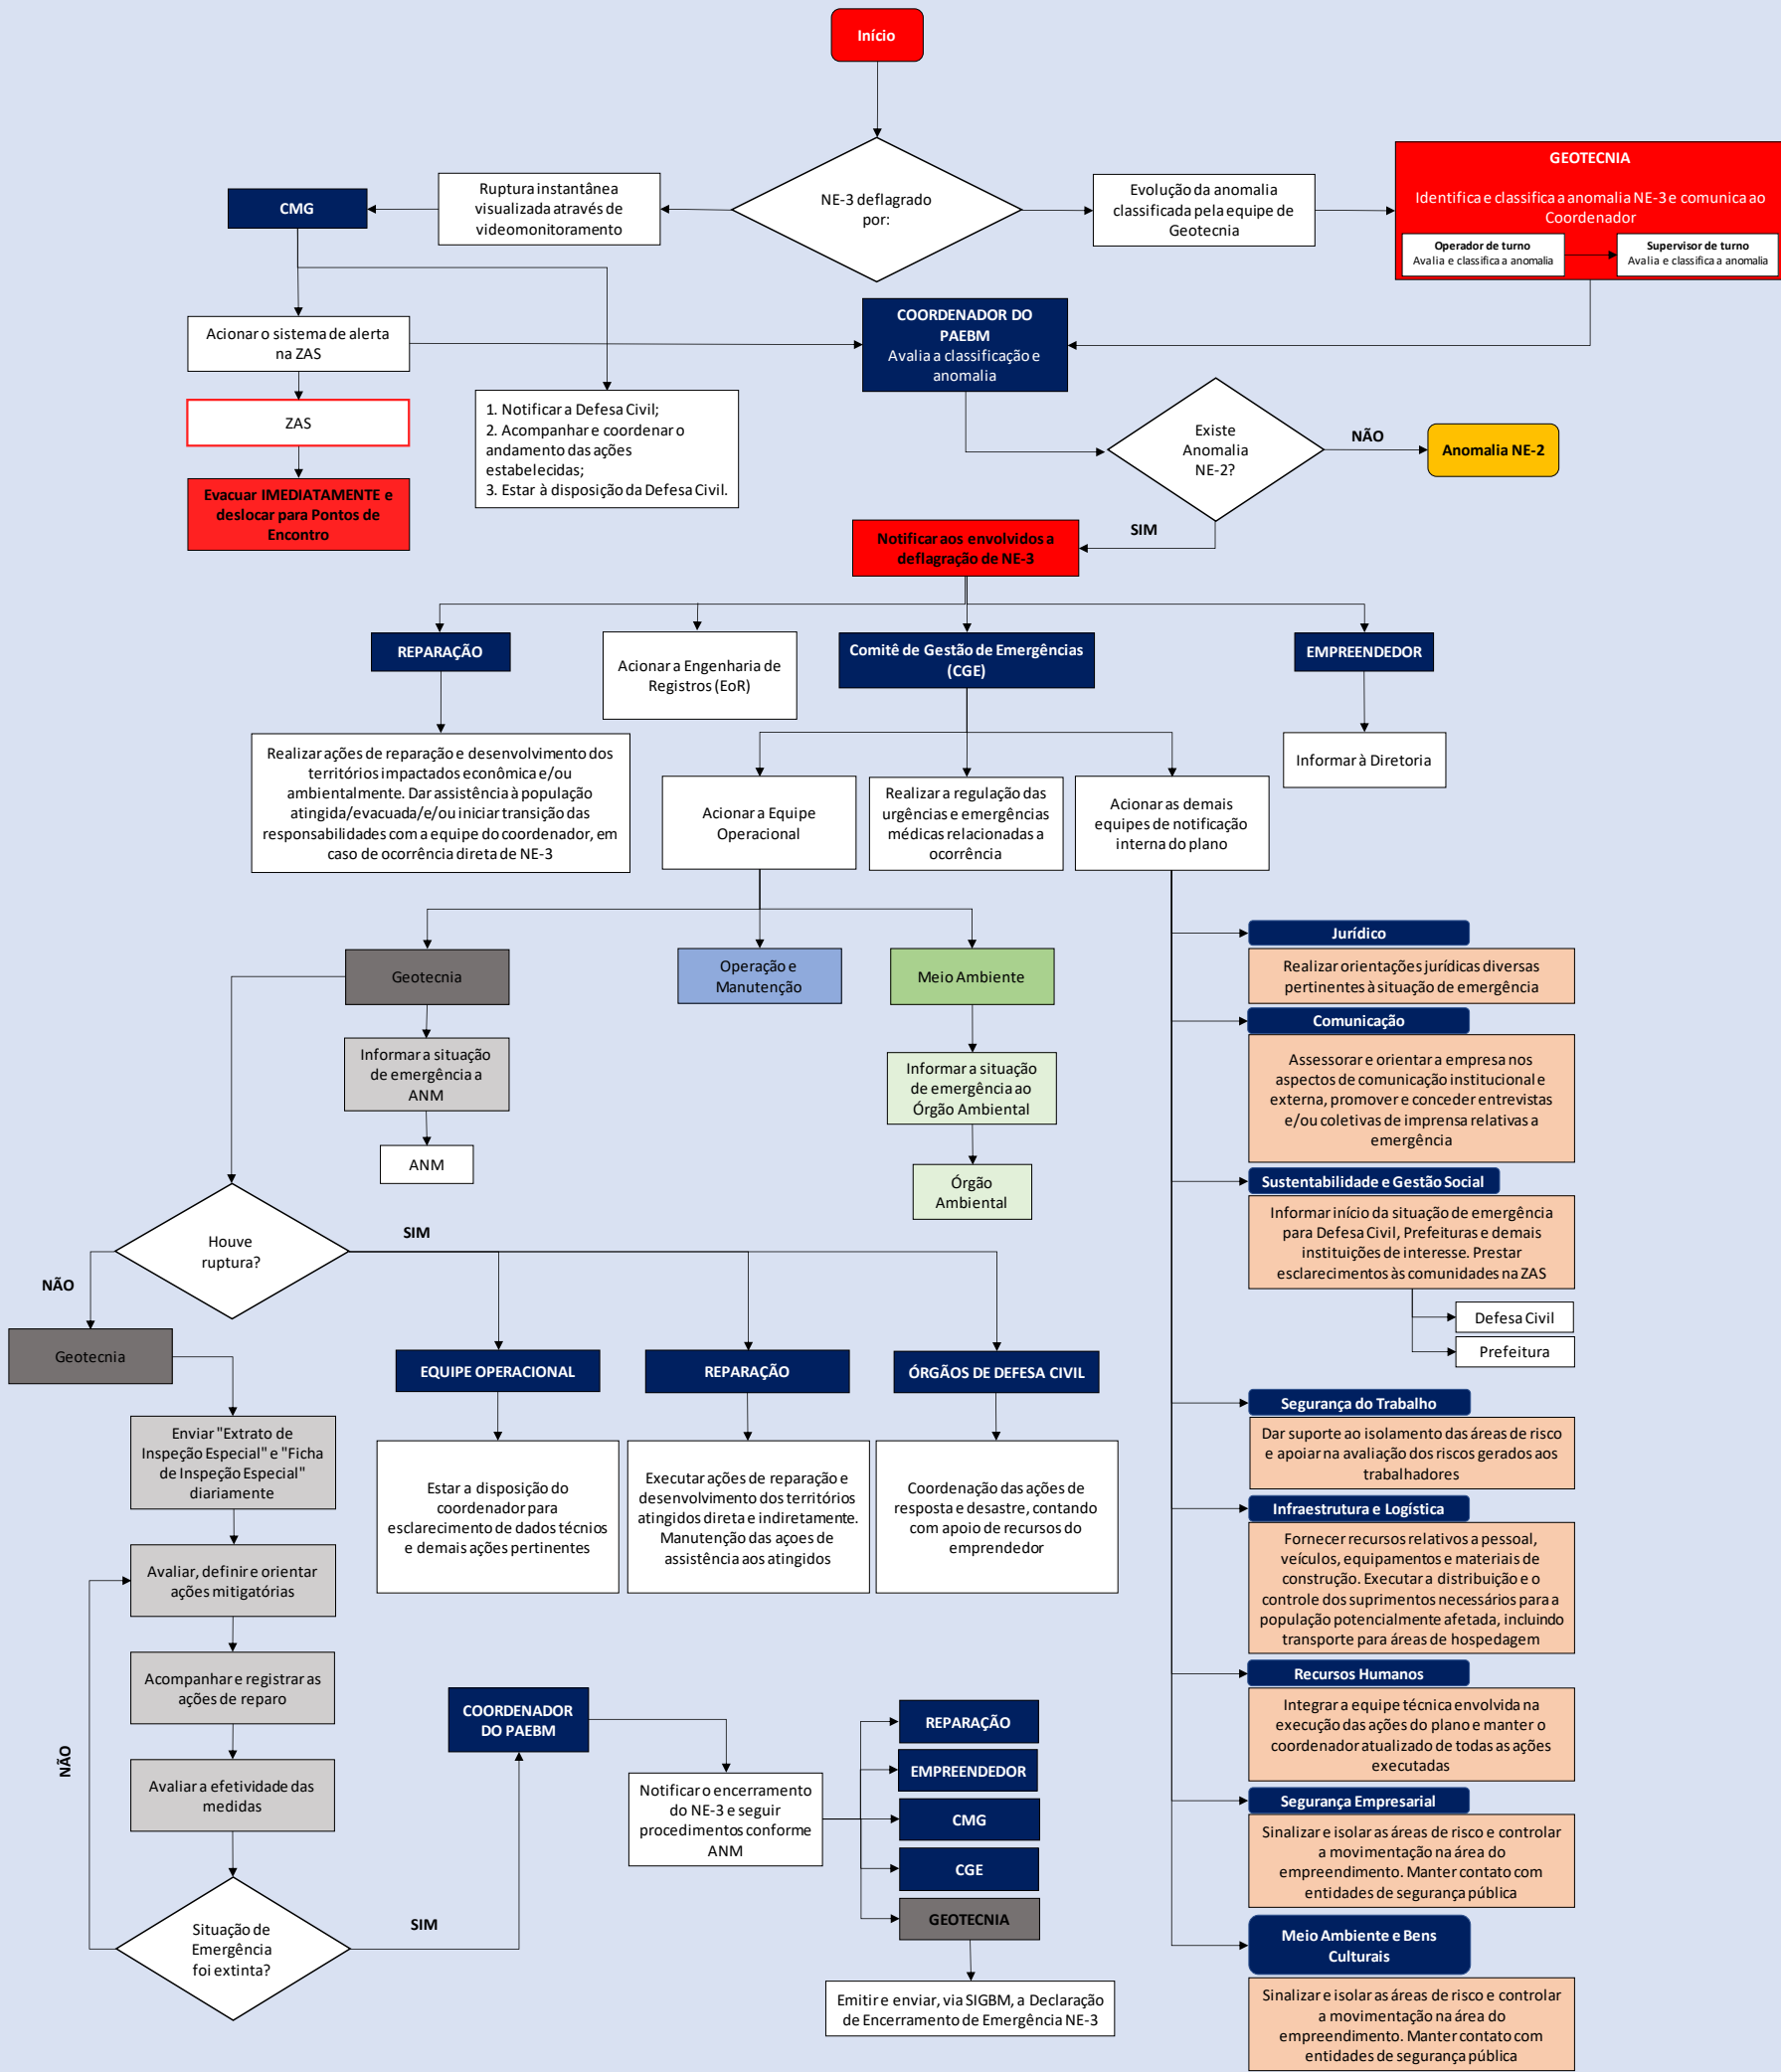 Início
NE-3 deflagrado
por:
Ruptura instantânea
visualizada através de
videomonitoramento
CMG
Evolução da anomalia
classificada pela equipe de
Geotecnia
GEOTECNIA
Identifica e classifica a anomalia NE-3 e comunica ao
Coordenador
Operador de turno
Avalia e classifica a anomalia
Supervisor de turno
Avalia e classifica a anomalia
Acionar o sistema de alerta
na ZAS
ZAS
Evacuar IMEDIATAMENTE e
deslocar para Pontos de
Encontro
1. Notificar a Defesa Civil;
2. Acompanhar e coordenar o
andamento das ações
estabelecidas;
3. Estar à disposição da Defesa Civil.
COORDENADOR DO
PAEBM
Avalia a classificação e
anomalia
Existe
Anomalia
NE-2?
NÃO
Anomalia NE-2
SIM
Notificar aos envolvidos a
deflagração de NE-3
REPARAÇÃO
Realizar ações de reparação e desenvolvimento dos
territórios impactados econômica e/ou
ambientalmente. Dar assistência à população
atingida/evacuada/e/ou iniciar transição das
responsabilidades com a equipe do coordenador, em
caso de ocorrência direta de NE-3
Acionar a Engenharia de
Registros (EoR)
Comitê de Gestão de Emergências
(CGE)
EMPREENDEDOR
Informar à Diretoria
Acionar a Equipe
Operacional
Realizar a regulação das
urgências e emergências
médicas relacionadas a
ocorrência
Acionar as demais
equipes de notificação
interna do plano
Geotecnia
Operação e
Manutenção
Meio Ambiente
Informar a situação
de emergência a
ANM
ANM
Informar a situação
de emergência ao
Órgão Ambiental
Órgão
Ambiental
Jurídico
Realizar orientações jurídicas diversas
pertinentes à situação de emergência
Comunicação
Assessorar e orientar a empresa nos
aspectos de comunicação institucional e
externa, promover e conceder entrevistas
e/ou coletivas de imprensa relativas a
emergência
Sustentabilidade e Gestão Social
Informar início da situação de emergência
para Defesa Civil, Prefeituras e demais
instituições de interesse. Prestar
esclarecimentos às comunidades na ZAS
Defesa Civil
Prefeitura
Segurança do Trabalho
Dar suporte ao isolamento das áreas de risco
e apoiar na avaliação dos riscos gerados aos
trabalhadores
Infraestrutura e Logística
Fornecer recursos relativos a pessoal,
veículos, equipamentos e materiais de
construção. Executar a distribuição e o
controle dos suprimentos necessários para a
população potencialmente afetada, incluindo
transporte para áreas de hospedagem
Recursos Humanos
Integrar a equipe técnica envolvida na
execução das ações do plano e manter o
coordenador atualizado de todas as ações
executadas
Segurança Empresarial
Sinalizar e isolar as áreas de risco e controlar
a movimentação na área do
empreendimento. Manter contato com
entidades de segurança pública
Meio Ambiente e Bens
Culturais
Sinalizar e isolar as áreas de risco e controlar
a movimentação na área do
empreendimento. Manter contato com
entidades de segurança pública
Houve
ruptura?
SIM
NÃO
Geotecnia
EQUIPE OPERACIONAL
Estar a disposição do
coordenador para
esclarecimento de dados técnios
e demais ações pertinentes
REPARAÇÃO
Executar ações de reparação e
desenvolvimento dos territórios
atingidos direta e indiretamente.
Manutenção das açoes de
assistência aos atingidos
ÓRGÃOS DE DEFESA CIVIL
Coordenação das ações de
resposta e desastre, contando
com apoio de recursos do
emprendedor
Enviar "Extrato de
Inspeção Especial" e "Ficha
de Inspeção Especial"
diariamente
Avaliar, definir e orientar
ações mitigatórias
Acompanhar e registrar as
ações de reparo
Avaliar a efetividade das
medidas
NÃO
Situação de
Emergência
foi extinta?
SIM
COORDENADOR
DO PAEBM
Notificar o encerramento
do NE-3 e seguir
procedimentos conforme
ANM
REPARAÇÃO
EMPREENDEDOR
CMG
CGE
GEOTECNIA
Emitir e enviar, via SIGBM, a Declaração
de Encerramento de Emergência NE-3